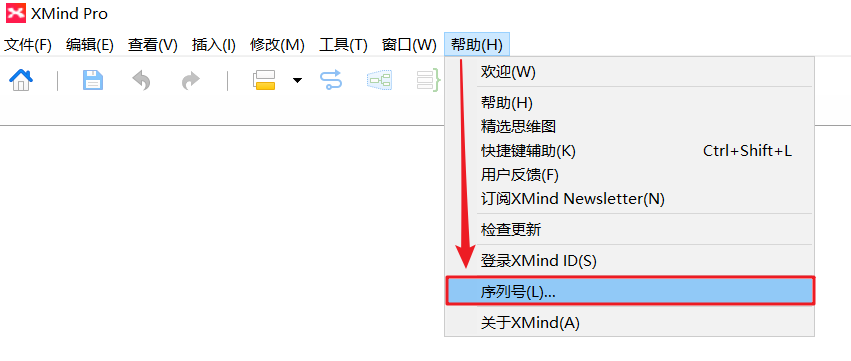 XMind Pro
文件(F) 编辑(E) 查看(V) 插入(I) 修改(M) 工具(T) 窗口(W) 帮助(H)
欢迎(W)
帮助(H)
精选思维图
快捷键辅助(K) Ctrl+Shift+L
用户反馈(F)
订阅XMind Newsletter(N)
检查更新
登录XMind ID(S)
序列号(L)...
关于XMind(A)